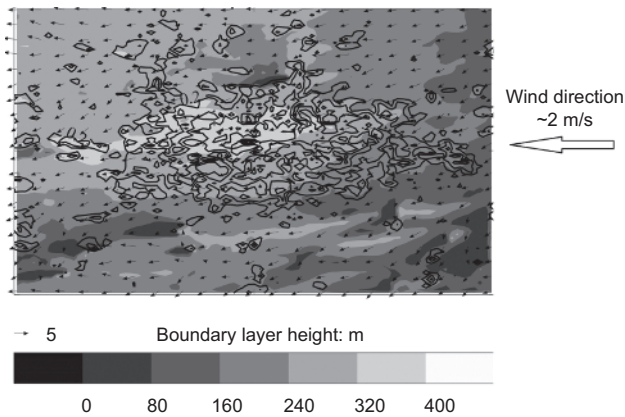 Wind direction
~2 m/s
5
Boundary layer height: m
0 80 160 240 320 400